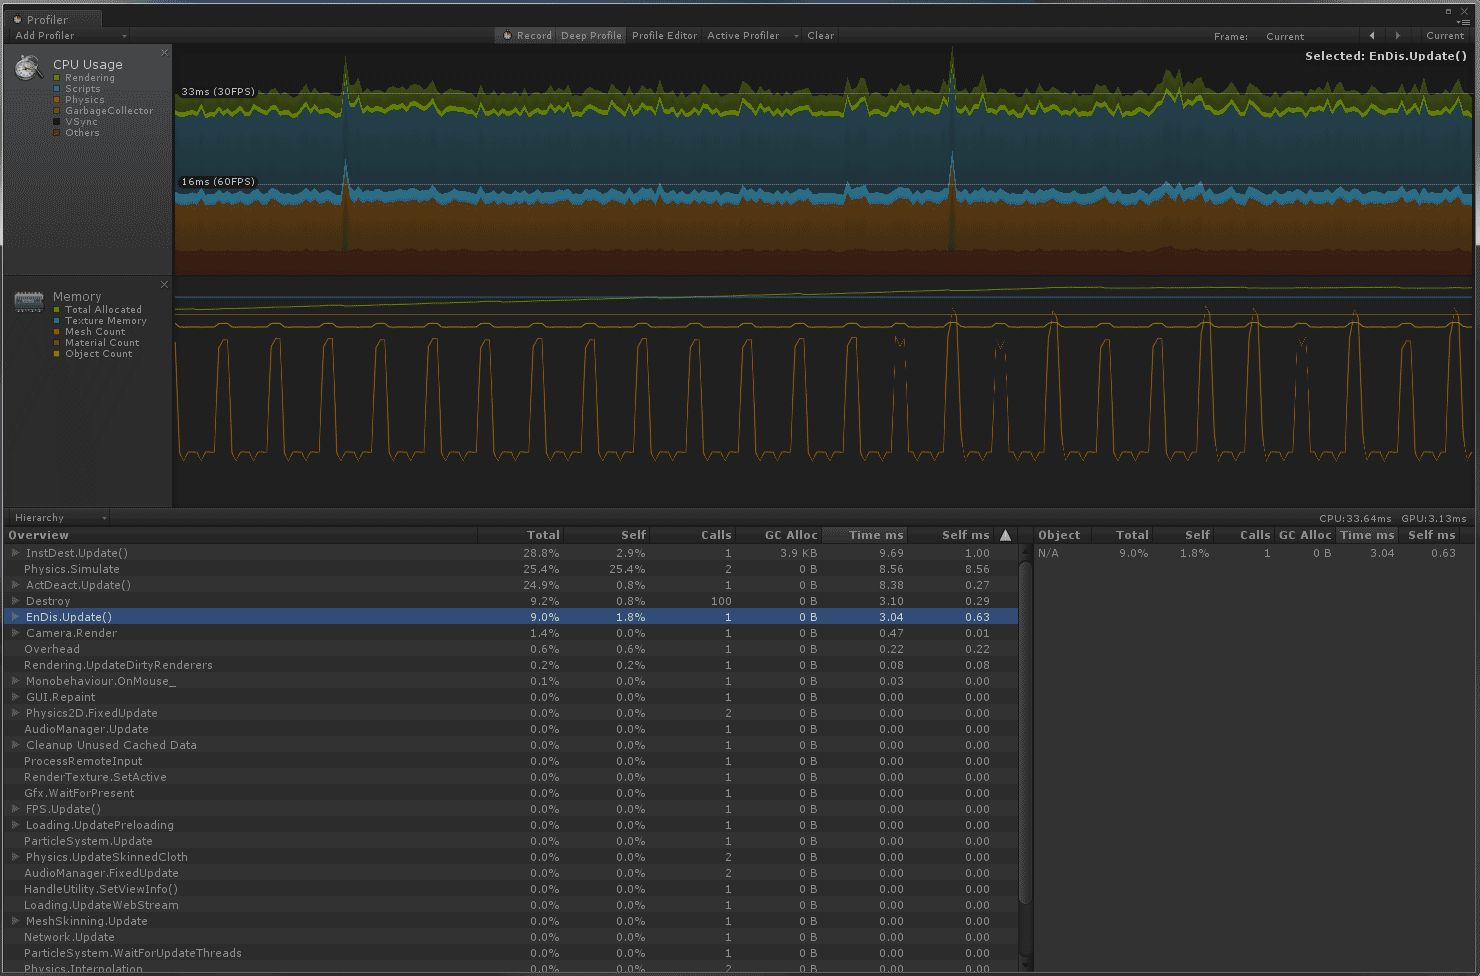 Profiler
Add Profiler Record Deep Profile Profile Editor Active Profiler Clear Frame: Current Current
CPU Usage
Rendering
Scripts
Physics
GarbageCollector
VSync
Others
Selected: EnDis.Update()
33ms (30FPS)
16ms (60FPS)
Memory
Total Allocated
Texture Memory
Mesh Count
Material Count
Object Count
Hierarchy CPU:33.64ms GPU:3.13ms
Overview Total Self Calls GC Alloc Time ms Self ms Object Total Self Calls GC Alloc Time ms Self ms
InstDest.Update() 28.8% 2.9% 1 3.9 KB 9.69 1.00 N/A 9.0% 1.8% 1 0 B 3.04 0.63
Physics.Simulate 25.4% 25.4% 2 0 B 8.56 8.56
ActDeact.Update() 24.9% 0.8% 1 0 B 8.38 0.27
Destroy 9.2% 0.8% 100 0 B 3.10 0.29
EnDis.Update() 9.0% 1.8% 1 0 B 3.04 0.63
Camera.Render 1.4% 0.0% 1 0 B 0.47 0.01
Overhead 0.6% 0.6% 1 0 B 0.22 0.22
Rendering.UpdateDirtyRenderers 0.2% 0.2% 1 0 B 0.08 0.08
Monobehaviour.OnMouse_ 0.1% 0.0% 1 0 B 0.03 0.00
GUI.Repaint 0.0% 0.0% 1 0 B 0.00 0.00
Physics2D.FixedUpdate 0.0% 0.0% 2 0 B 0.00 0.00
AudioManager.Update 0.0% 0.0% 1 0 B 0.00 0.00
Cleanup Unused Cached Data 0.0% 0.0% 1 0 B 0.00 0.00
ProcessRemoteInput 0.0% 0.0% 1 0 B 0.00 0.00
RenderTexture.SetActive 0.0% 0.0% 1 0 B 0.00 0.00
Gfx.WaitForPresent 0.0% 0.0% 1 0 B 0.00 0.00
FPS.Update() 0.0% 0.0% 1 0 B 0.00 0.00
Loading.UpdatePreloading 0.0% 0.0% 1 0 B 0.00 0.00
ParticleSystem.Update 0.0% 0.0% 1 0 B 0.00 0.00
Physics.UpdateSkinnedCloth 0.0% 0.0% 2 0 B 0.00 0.00
AudioManager.FixedUpdate 0.0% 0.0% 2 0 B 0.00 0.00
HandleUtility.SetViewInfo() 0.0% 0.0% 1 0 B 0.00 0.00
Loading.UpdateWebStream 0.0% 0.0% 1 0 B 0.00 0.00
MeshSkinning.Update 0.0% 0.0% 1 0 B 0.00 0.00
Network.Update 0.0% 0.0% 1 0 B 0.00 0.00
ParticleSystem.WaitForUpdateThreads 0.0% 0.0% 1 0 B 0.00 0.00
Physics.Interpolation 0.0% 0.0% 2 0 B 0.00 0.00